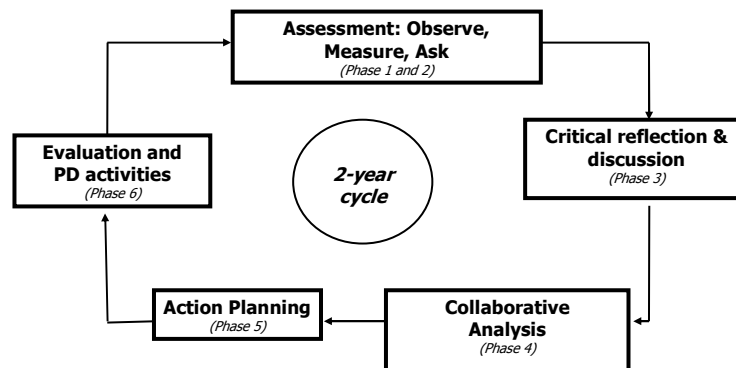 Assessment: Observe,
Measure, Ask
(Phase 1 and 2)
Critical reflection &
discussion
(Phase 3)
Evaluation and
PD activities
(Phase 6)
2-year
cycle
Action Planning
(Phase 5)
Collaborative
Analysis
(Phase 4)